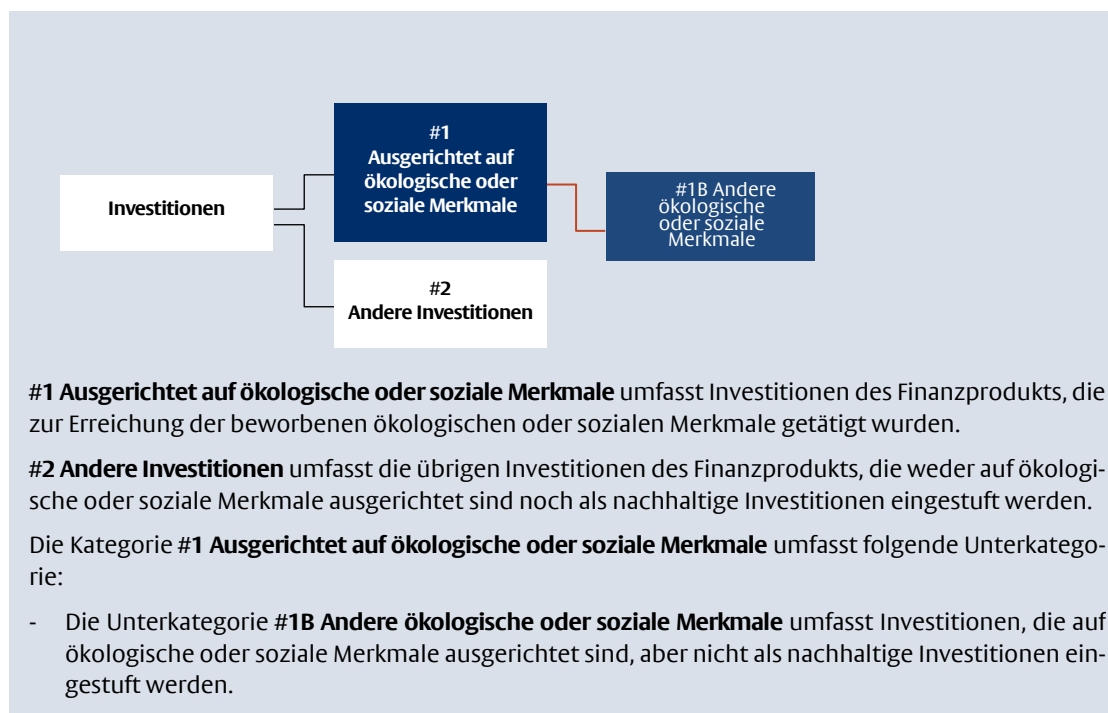 #1
Ausgerichtet auf
ökologische oder
soziale Merkmale
Investitionen
#1B Andere
ökologische
oder soziale
Merkmale
#2
Andere Investitionen
#1 Ausgerichtet auf ökologische oder soziale Merkmale umfasst Investitionen des Finanzprodukts, die
zur Erreichung der beworbenen ökologischen oder sozialen Merkmale getätigt wurden.
#2 Andere Investitionen umfasst die übrigen Investitionen des Finanzprodukts, die weder auf ökologi-
sche oder soziale Merkmale ausgerichtet sind noch als nachhaltige Investitionen eingestuft werden.
Die Kategorie #1 Ausgerichtet auf ökologische oder soziale Merkmale umfasst folgende Unterkatego-
rie:
- Die Unterkategorie #1B Andere ökologische oder soziale Merkmale umfasst Investitionen, die auf
ökologische oder soziale Merkmale ausgerichtet sind, aber nicht als nachhaltige Investitionen ein-
gestuft werden.